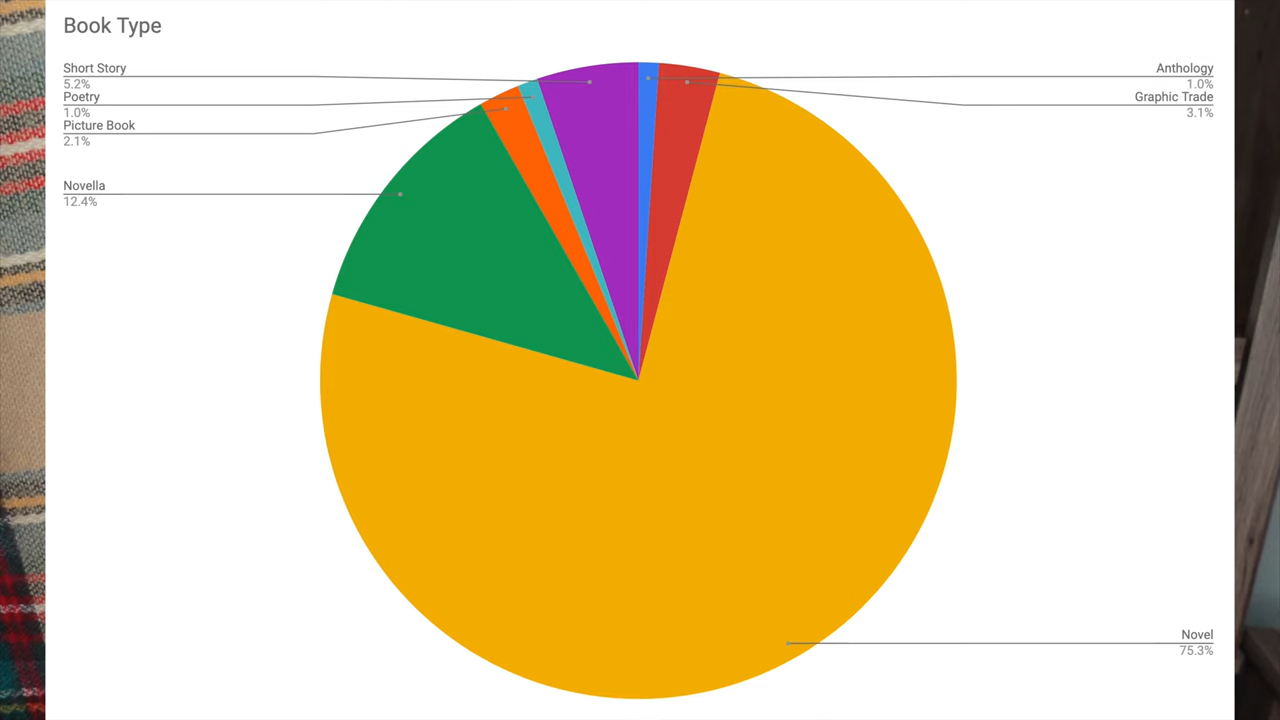 Book Type
Short Story
5.2%
Poetry
1.0%
Picture Book
2.1%
Novella
12.4%
Anthology
1.0%
Graphic Trade
3.1%
Novel
75.3%